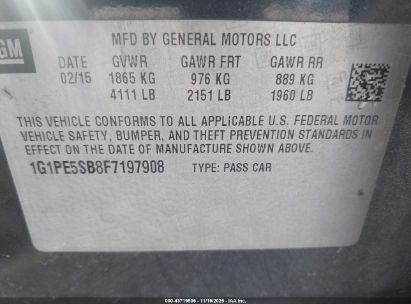 GM
MFD BY GENERAL MOTORS LLC
DATE GVWR GAWR FRT GAWR RR
02/15 1865 KG 976 KG 889 KG
4111 LB 2151 LB 1960 LB
THIS VEHICLE CONFORMS TO ALL APPLICABLE U.S. FEDERAL MOTOR
VEHICLE SAFETY, BUMPER, AND THEFT PREVENTION STANDARDS IN
EFFECT ON THE DATE OF MANUFACTURE SHOWN ABOVE.
1G1PE5SB8F7197908 TYPE: PASS CAR